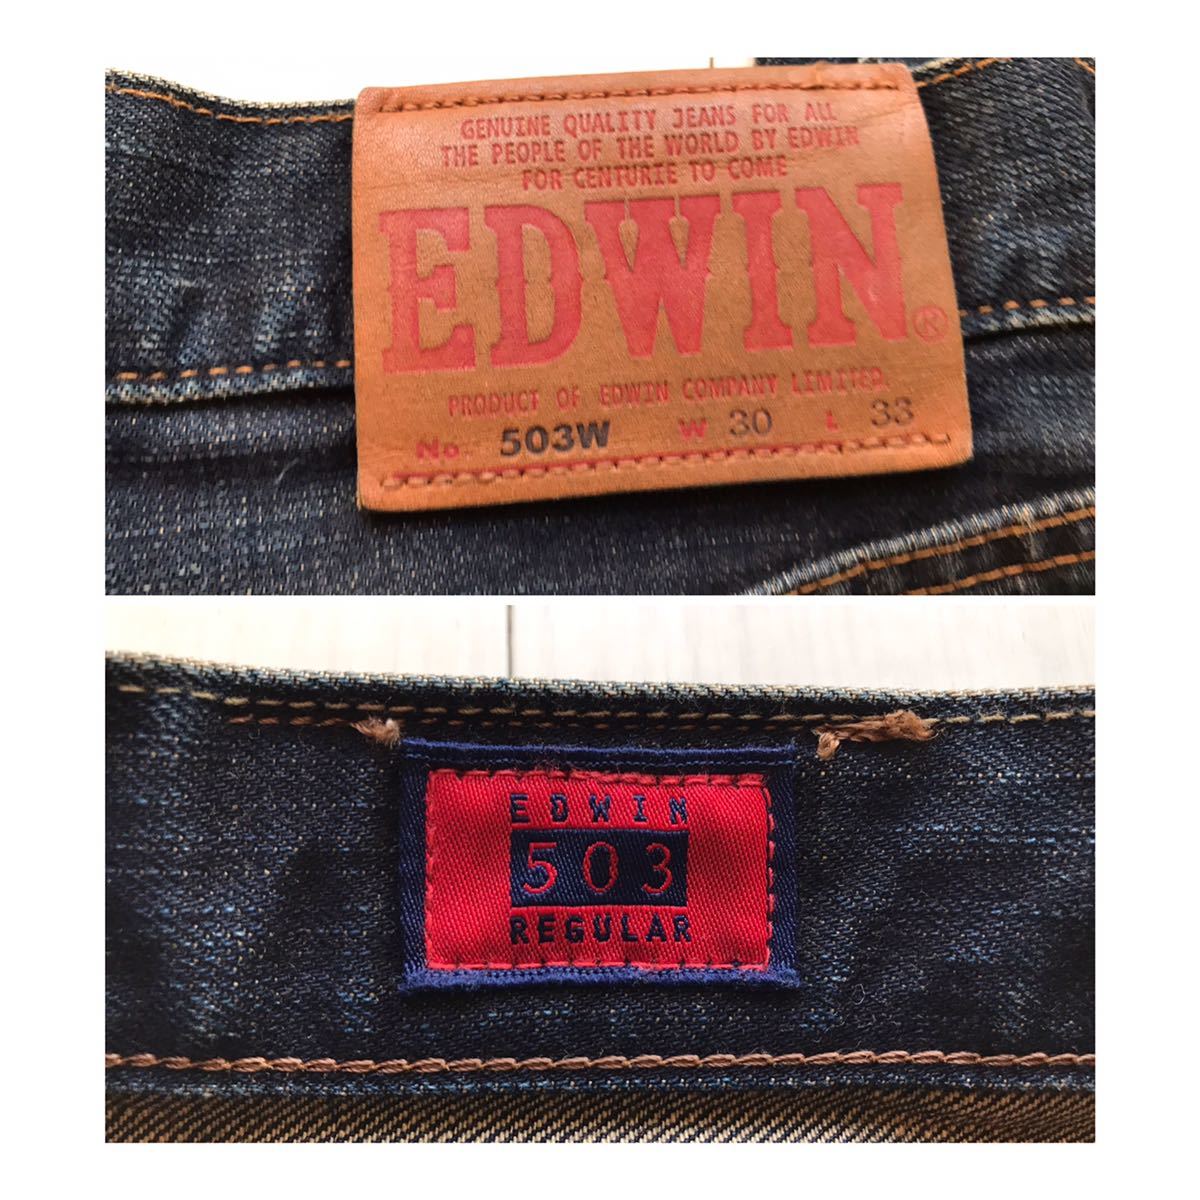 GENUINE QUALITY JEANS FOR ALL
THE PEOPLE OF THE WORLD BY EDWIN
FOR CENTURIE TO COME
EDWIN®
PRODUCT OF EDWIN COMPANY LIMITED.
No. 503W W 30 L 33
EDWIN
503
REGULAR